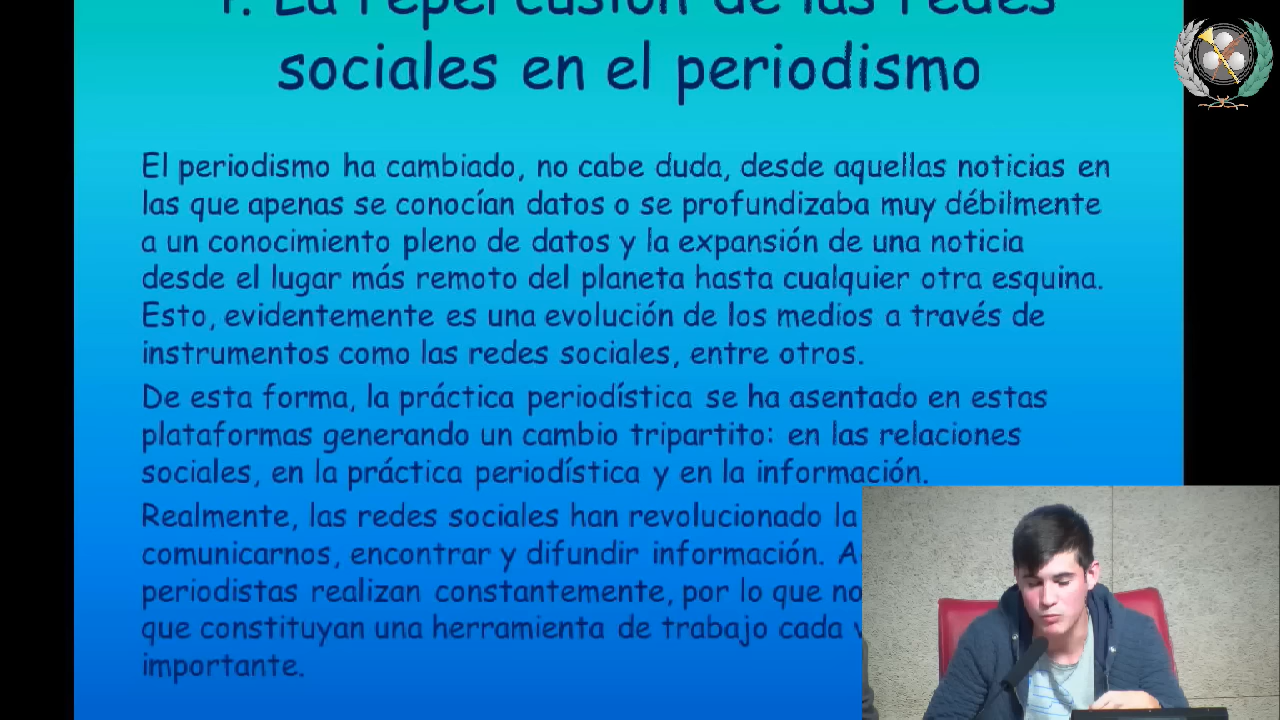 1. La repercusión de las redes
sociales en el periodismo
El periodismo ha cambiado, no cabe duda, desde aquellas noticias en
las que apenas se conocían datos o se profundizaba muy débilmente
a un conocimiento pleno de datos y la expansión de una noticia
desde el lugar más remoto del planeta hasta cualquier otra esquina.
Esto, evidentemente es una evolución de los medios a través de
instrumentos como las redes sociales, entre otros.
De esta forma, la práctica periodística se ha asentado en estas
plataformas generando un cambio tripartito: en las relaciones
sociales, en la práctica periodística y en la información.
Realmente, las redes sociales han revolucionado la
comunicarnos, encontrar y difundir información.
periodistas realizan constantemente, por lo que
que constituyan una herramienta de trabajo cada
importante.